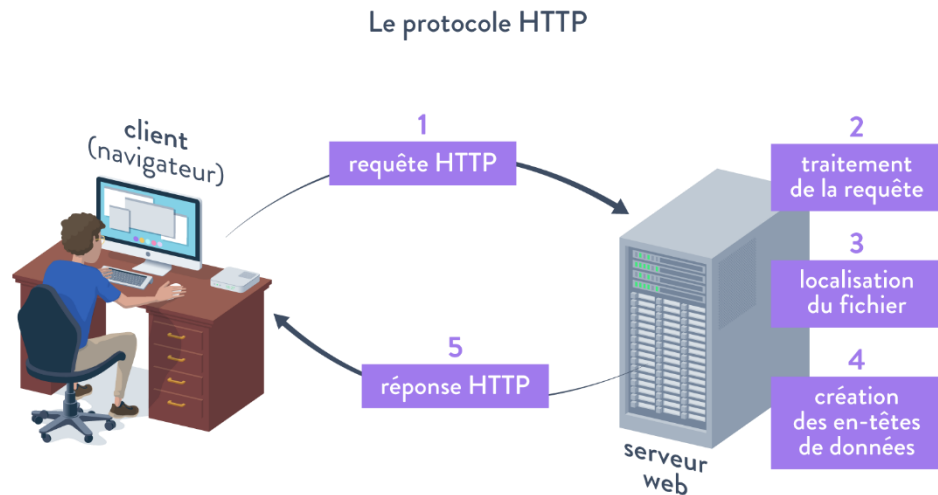 Le protocole HTTP
client
(navigateur)
1
requête HTTP
2
traitement
de la requête
3
localisation
du fichier
4
création
des en-têtes
de données
5
réponse HTTP
serveur
web